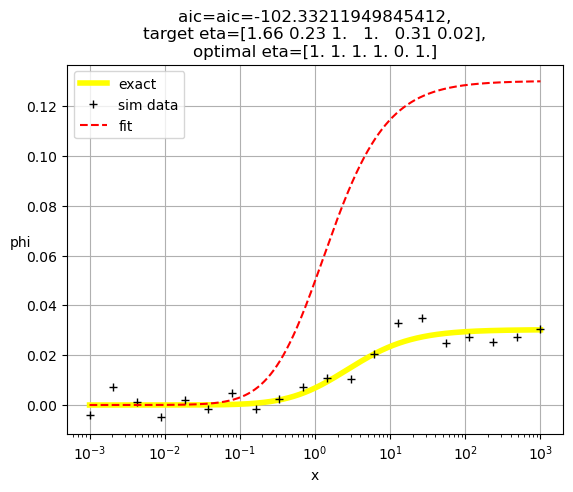 aic=aic=-102.33211949845412,
target eta=[1.66 0.23 1.   1.   0.31 0.02],
optimal eta=[1. 1. 1. 1. 0. 1.]
exact
sim data
fit
0.12
0.10
0.08
0.06
0.04
0.02
0.00
phi
10⁻³
10⁻²
10⁻¹
10⁰
10¹
10²
10³
x